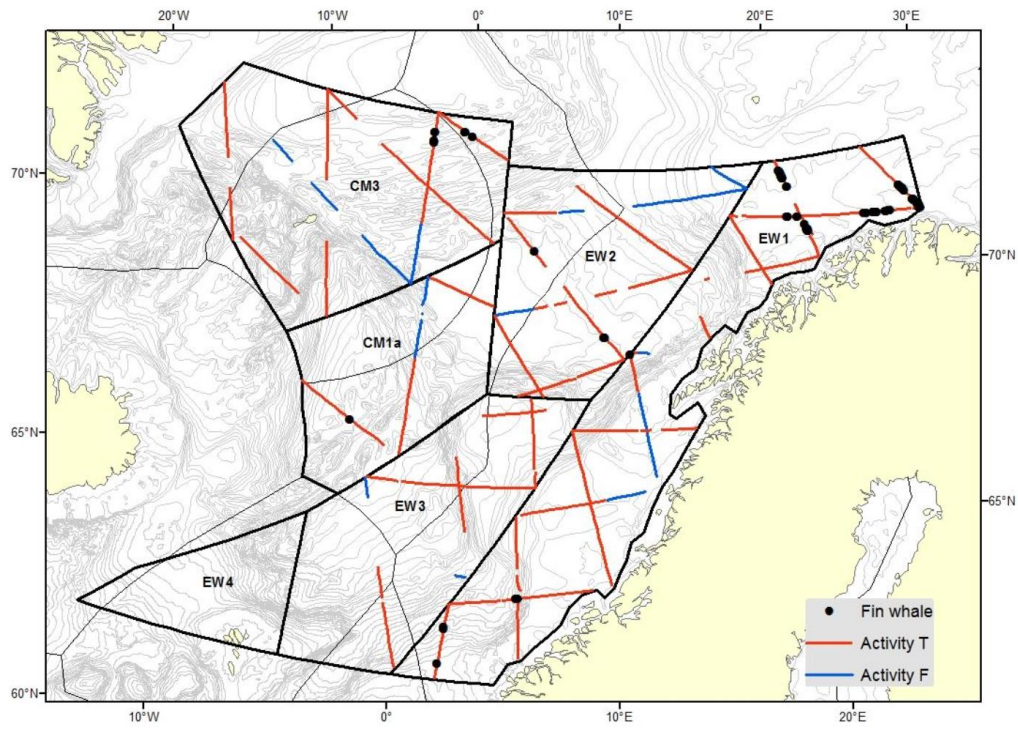 20°W 10°W 0° 10°E 20°E 30°E
70°N
CM3
EW1
EW2
70°N
CM1a
65°N
EW3
65°N
EW4
Fin whale
Activity T
Activity F
60°N
10°W 0° 10°E 20°E